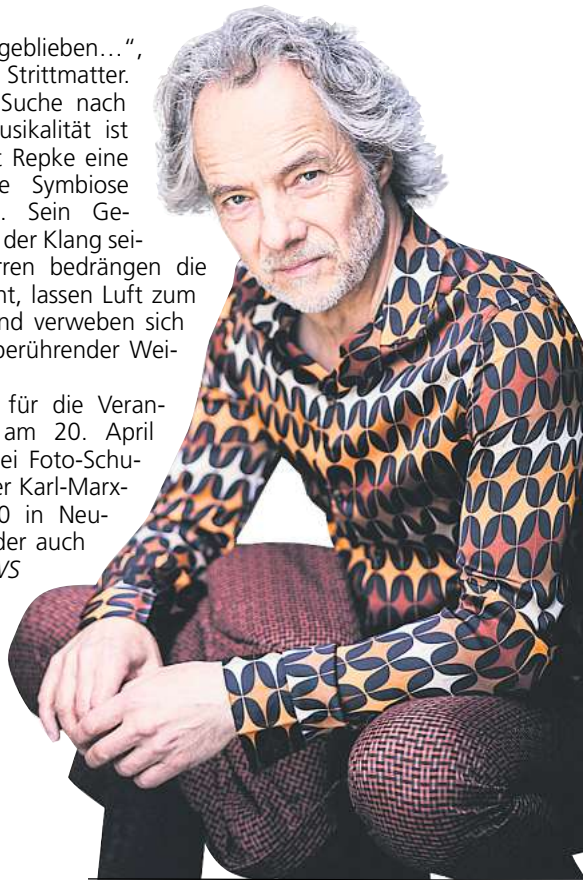 geblieben…“,
Strittmatter.
Suche nach
usikalität ist
t Repke eine
e Symbiose
. Sein Ge-
der Klang sei-
rren bedrängen die
nt, lassen Luft zum
nd verweben sich
berührender Wei-
für die Veran-
am 20. April
ei Foto-Schu-
er Karl-Marx-
0 in Neu-
der auch
WS